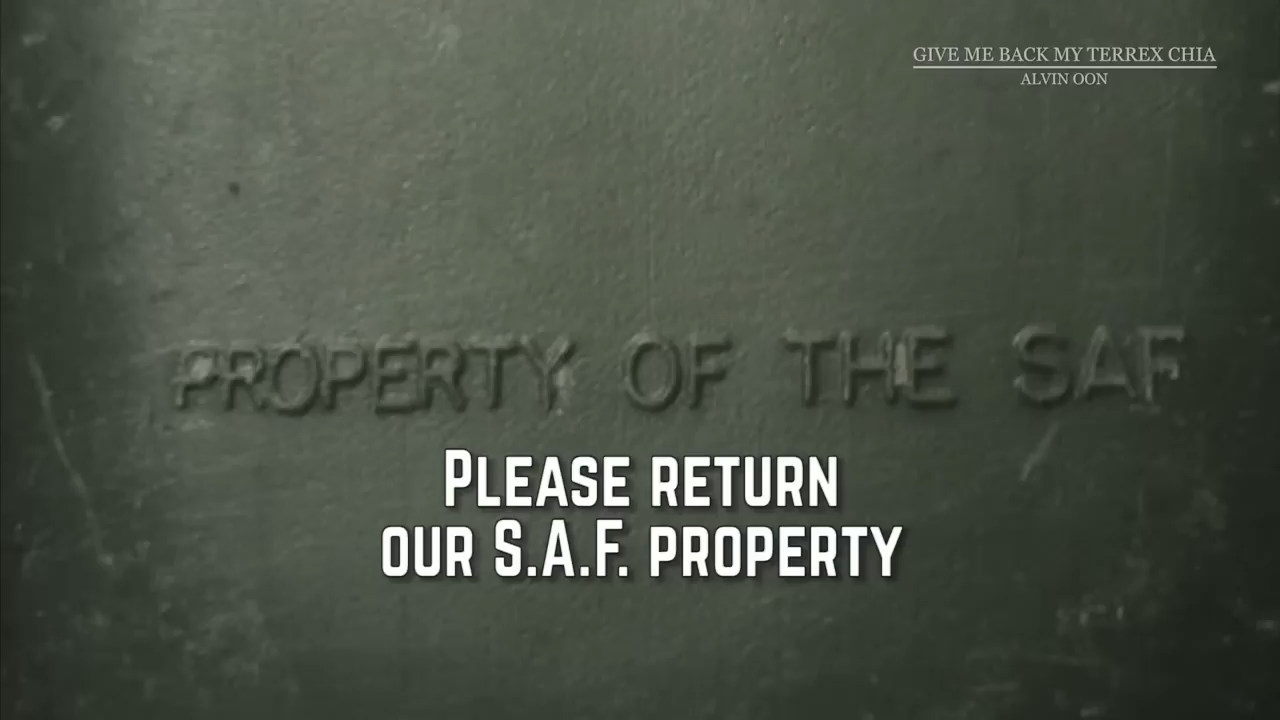 GIVE ME BACK MY TERREX CHIA
ALVIN OON
PROPERTY OF THE SAF
PLEASE RETURN
OUR S.A.F. PROPERTY